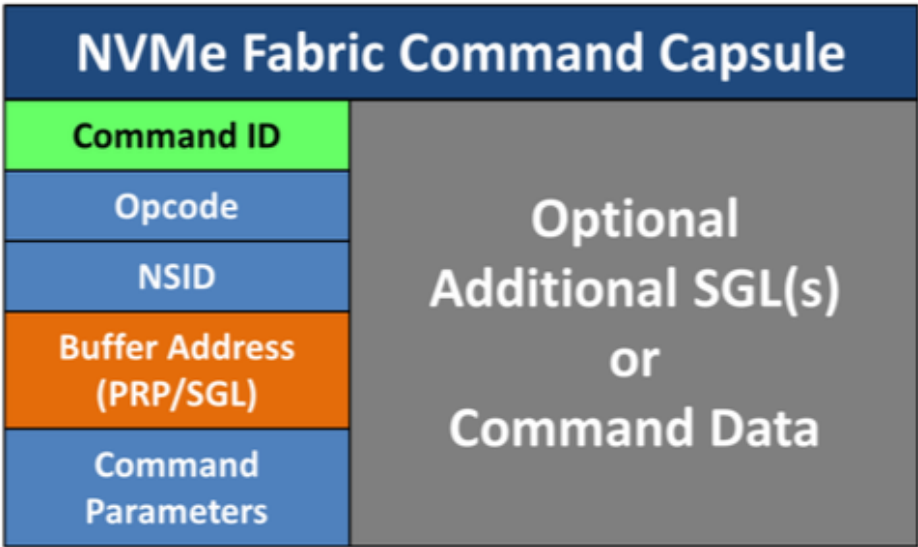 NVMe Fabric Command Capsule
Command ID
Opcode
NSID
Buffer Address
(PRP/SGL)
Command
Parameters
Optional
Additional SGL(s)
or
Command Data